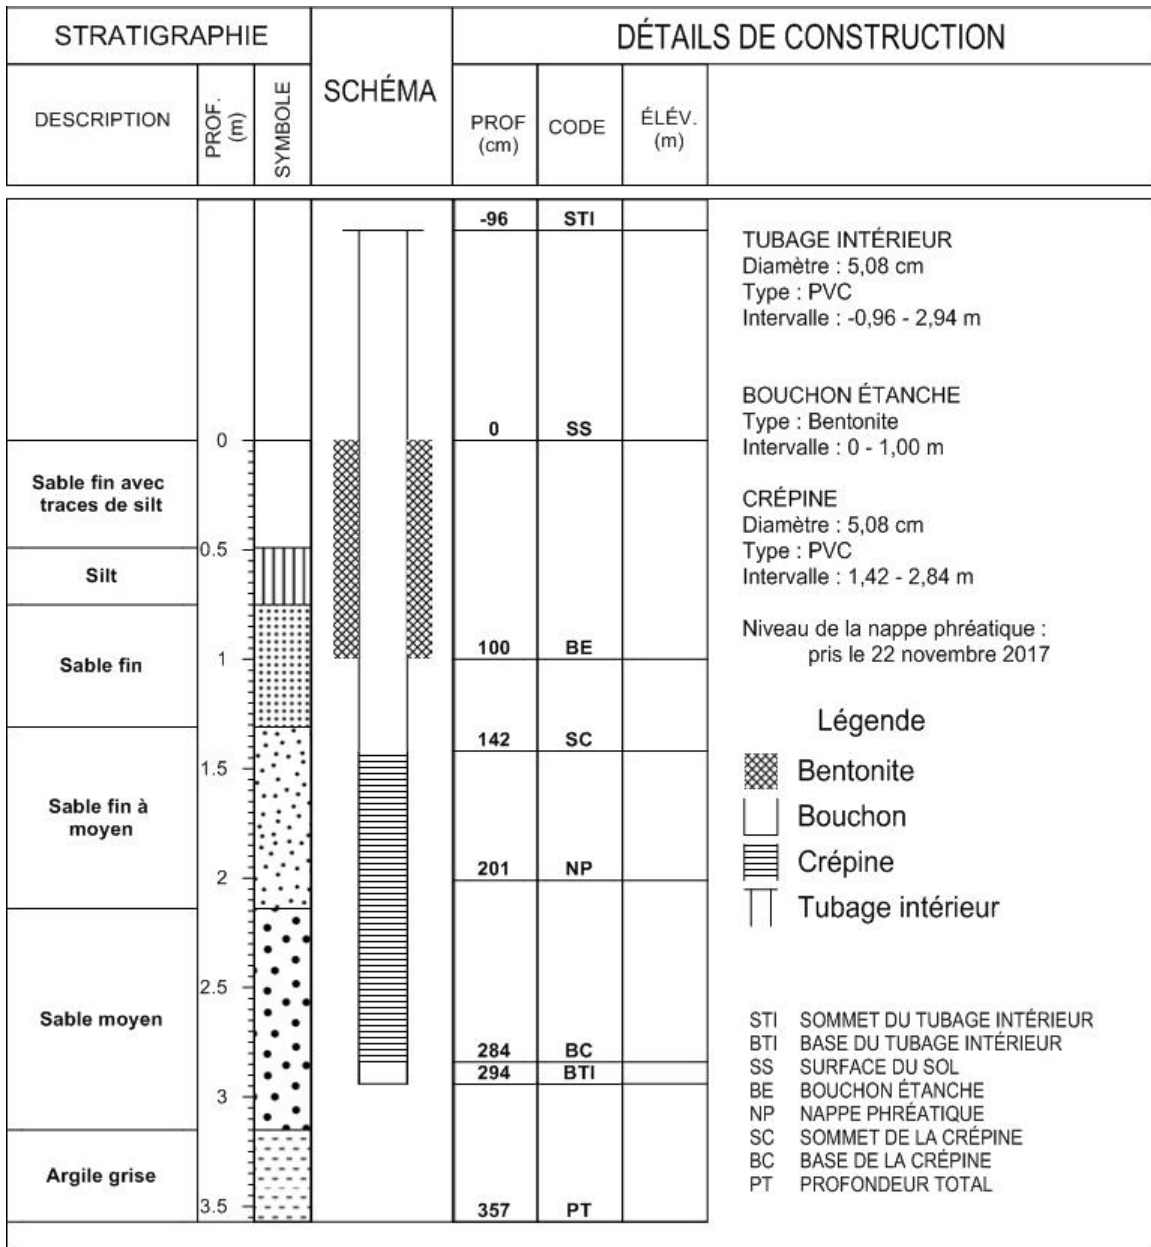 STRATIGRAPHIE
SCHÉMA
DÉTAILS DE CONSTRUCTION
DESCRIPTION
PROF.
(m)
SYMBOLE
PROF
(cm)
CODE
ÉLÉV.
(m)
-96 STI
0 SS
100 BE
142 SC
201 NP
284 BC
294 BTI
357 PT
0
0.5
1
1.5
2
2.5
3
3.5
Sable fin avec
traces de silt
Silt
Sable fin
Sable fin à
moyen
Sable moyen
Argile grise
TUBAGE INTÉRIEUR
Diamètre : 5,08 cm
Type : PVC
Intervalle : -0,96 - 2,94 m
BOUCHON ÉTANCHE
Type : Bentonite
Intervalle : 0 - 1,00 m
CRÉPINE
Diamètre : 5,08 cm
Type : PVC
Intervalle : 1,42 - 2,84 m
Niveau de la nappe phréatique :
pris le 22 novembre 2017
Légende
Bentonite
Bouchon
Crépine
Tubage intérieur
STI SOMMET DU TUBAGE INTÉRIEUR
BTI BASE DU TUBAGE INTÉRIEUR
SS SURFACE DU SOL
BE BOUCHON ÉTANCHE
NP NAPPE PHRÉATIQUE
SC SOMMET DE LA CRÉPINE
BC BASE DE LA CRÉPINE
PT PROFONDEUR TOTAL